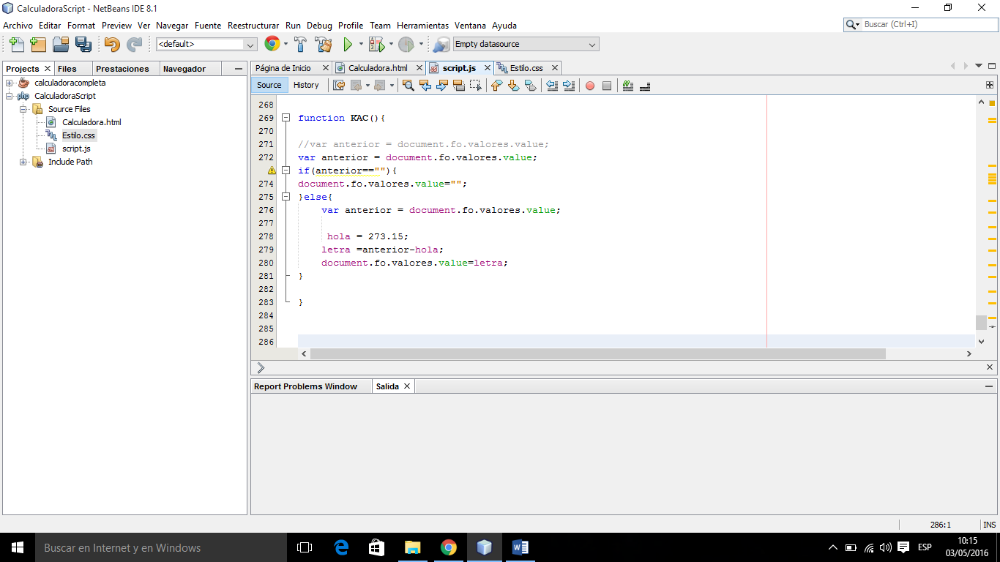 CalculadoraScript - NetBeans IDE 8.1
Archivo Editar Format Preview Ver Navegar Fuente Reestructurar Run Debug Profile Team Herramientas Ventana Ayuda
Buscar (Ctrl+I)
<default>
Empty datasource
Projects Files Prestaciones Navegador
calculadoracompleta
CalculadoraScript
Source Files
Calculadora.html
Estilo.css
script.js
Include Path
Página de Inicio Calculadora.html script.js Estilo.css
Source History
268
269 function KAC(){
270
271 //var anterior = document.fo.valores.value;
272 var anterior = document.fo.valores.value;
if(anterior==""){
274 document.fo.valores.value="";
275 }else{
276 var anterior = document.fo.valores.value;
277
278 hola = 273.15;
279 letra =anterior-hola;
280 document.fo.valores.value=letra;
281 }
282
283 }
284
285
286
Report Problems Window Salida
286:1 INS
Buscar en Internet y en Windows
ESP
10:15
03/05/2016